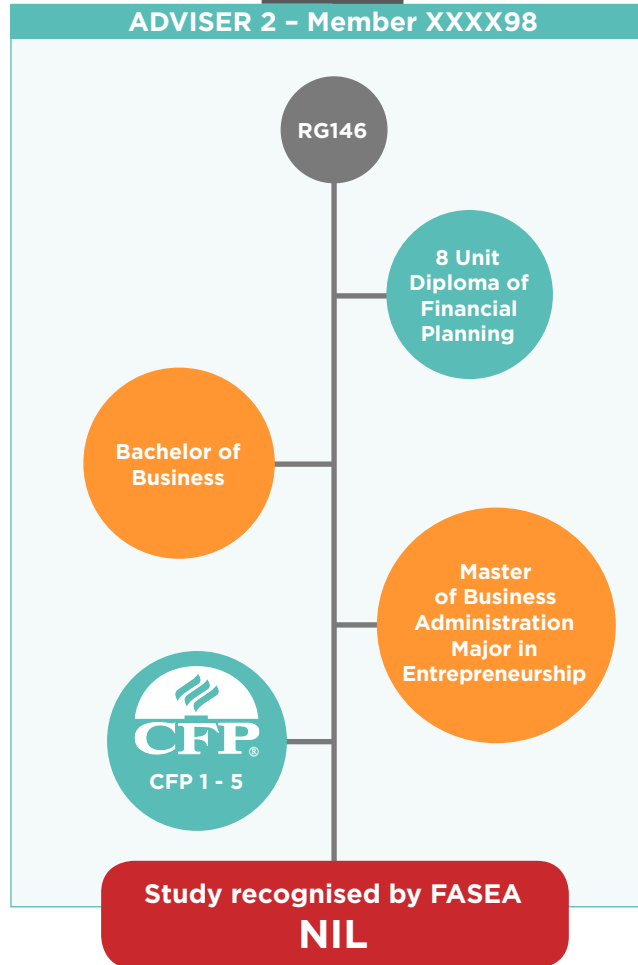 ADVISER 2 – Member XXXX98
RG146
8 Unit
Diploma of
Financial
Planning
Bachelor of
Business
Master
of Business
Administration
Major in
Entrepreneurship
CFP®
CFP 1 - 5
Study recognised by FASEA
NIL